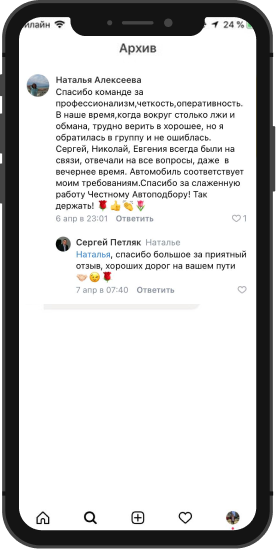 нлайн 24 %
Архив
Наталья Алексеева
Спасибо команде за
профессионализм,четкость,оперативность.
В наше время,когда вокруг столько лжи и
обмана, трудно верить в хорошее, но я
обратилась в группу и не ошиблась.
Сергей, Николай, Евгения всегда были на
связи, отвечали на все вопросы, даже в
вечернее время. Автомобиль соответствует
моим требованиям.Спасибо за слаженную
работу Честному Автоподбору! Так
держать! 🌹👍👏🌷
6 апр в 23:01 Ответить 1
Сергей Петляк Наталье
Наталья, спасибо большое за приятный
отзыв, хороших дорог на вашем пути
🤝😉🌹
7 апр в 07:40 Ответить